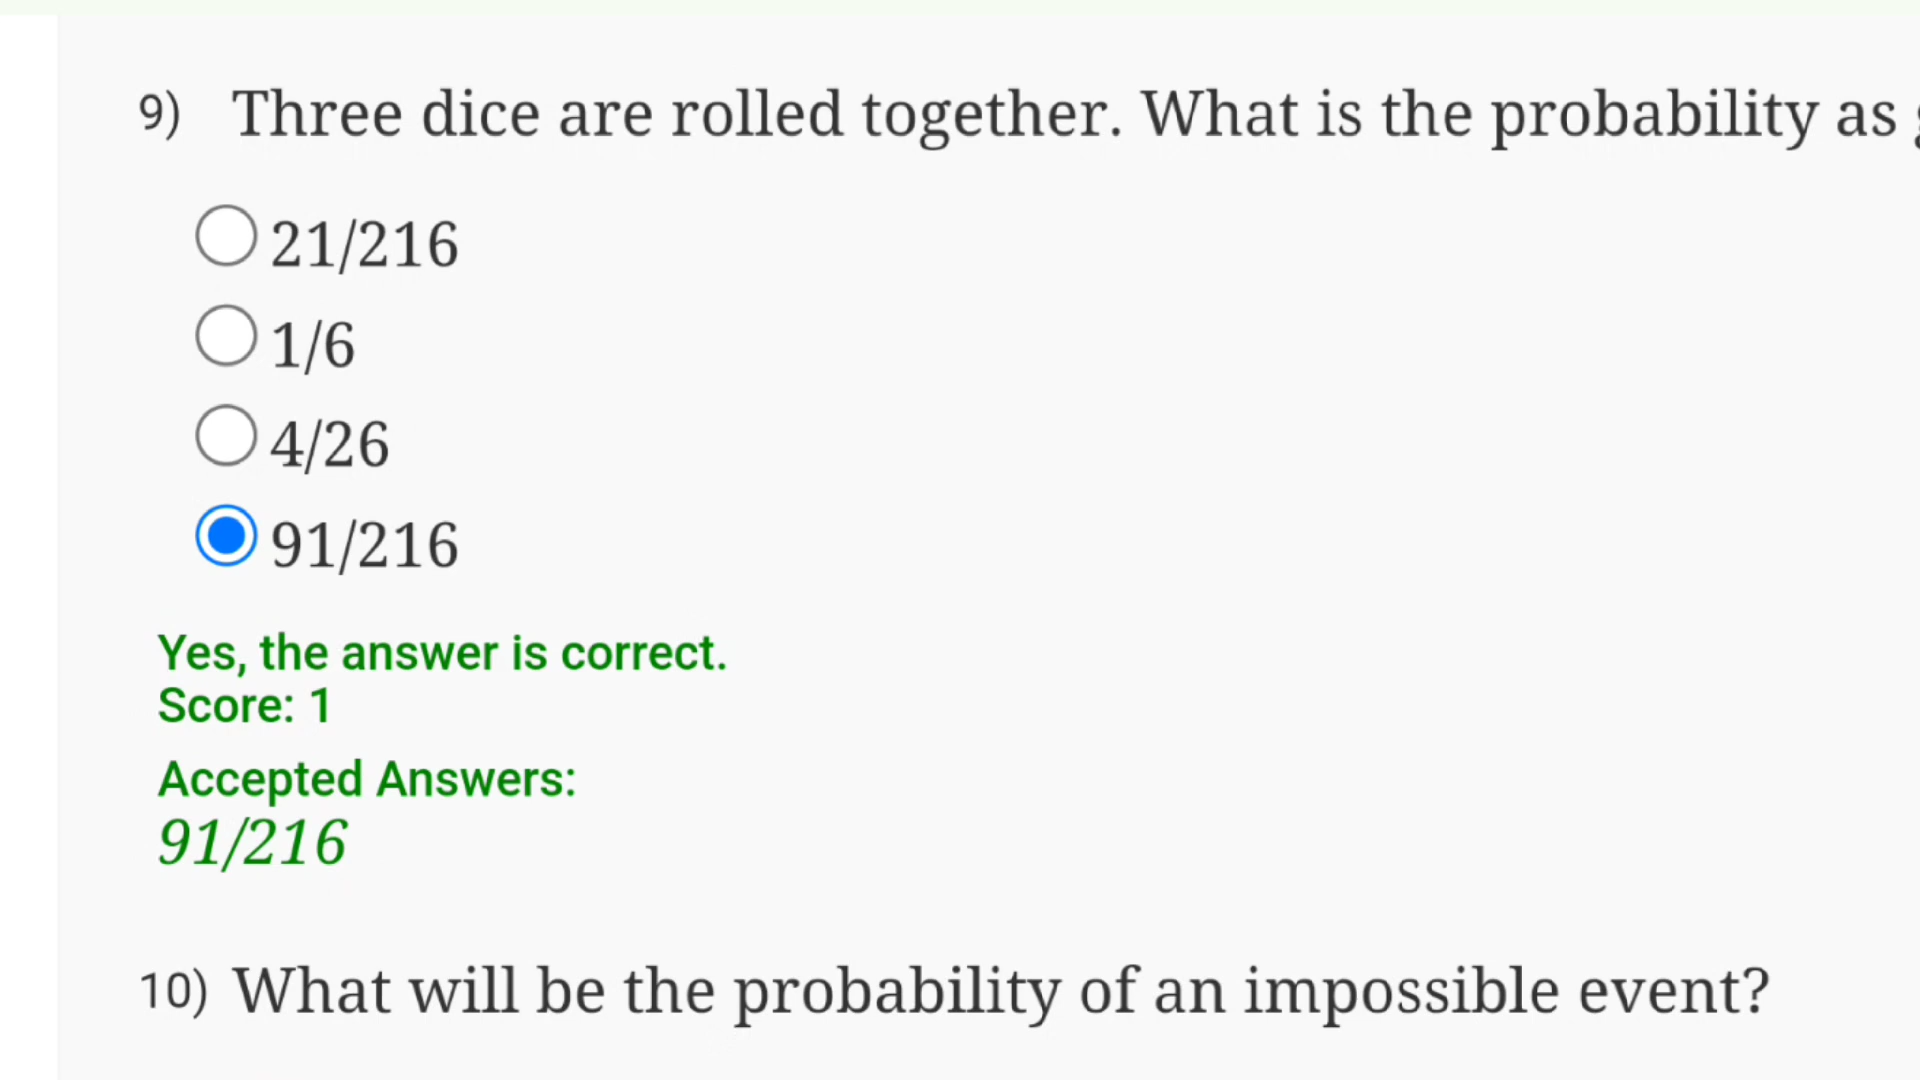 9) Three dice are rolled together. What is the probability as
21/216
1/6
4/26
91/216
Yes, the answer is correct.
Score: 1
Accepted Answers:
91/216
10) What will be the probability of an impossible event?